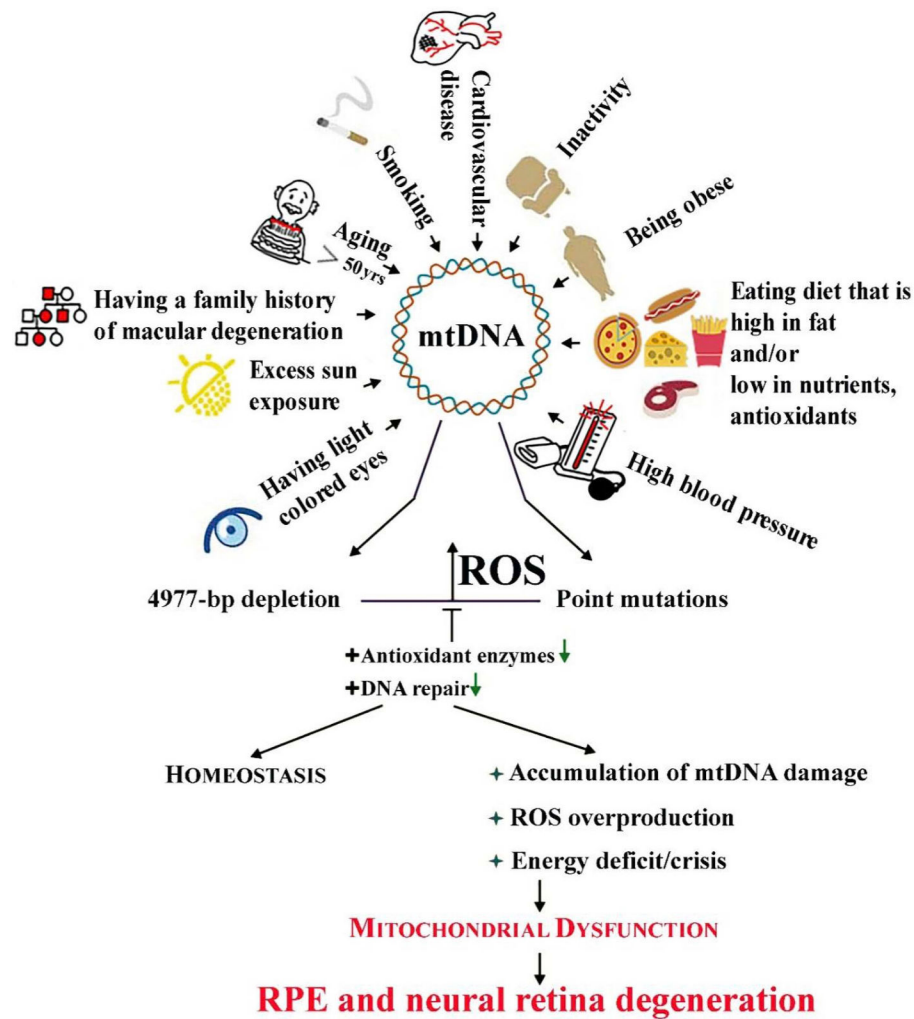 Cardiovascular
disease
Smoking
Inactivity
Being obese
Aging
> 50yrs
Having a family history
of macular degeneration
mtDNA
Eating diet that is
high in fat
and/or
low in nutrients,
antioxidants
Excess sun
exposure
Having light
colored eyes
High blood pressure
ROS
4977-bp depletion
Point mutations
+Antioxidant enzymes↓
+DNA repair↓
HOMEOSTASIS
+ Accumulation of mtDNA damage
+ ROS overproduction
+ Energy deficit/crisis
MITOCHONDRIAL DYSFUNCTION
RPE and neural retina degeneration